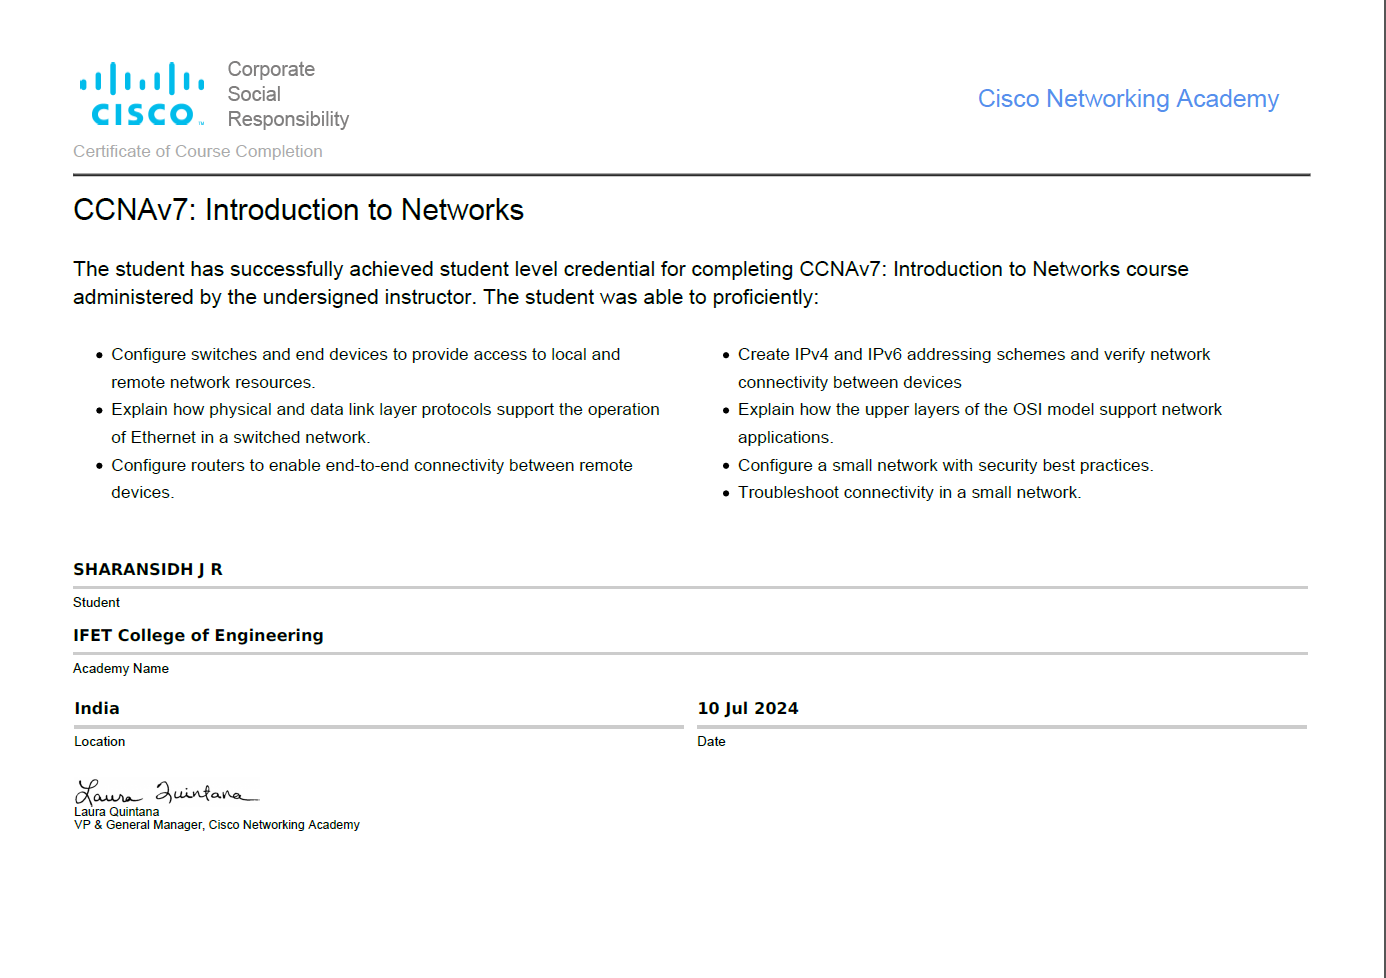 Corporate
Social
Responsibility
CISCO™
Cisco Networking Academy
Certificate of Course Completion
CCNAv7: Introduction to Networks
The student has successfully achieved student level credential for completing CCNAv7: Introduction to Networks course
administered by the undersigned instructor. The student was able to proficiently:
• Configure switches and end devices to provide access to local and
remote network resources.
• Explain how physical and data link layer protocols support the operation
of Ethernet in a switched network.
• Configure routers to enable end-to-end connectivity between remote
devices.
• Create IPv4 and IPv6 addressing schemes and verify network
connectivity between devices
• Explain how the upper layers of the OSI model support network
applications.
• Configure a small network with security best practices.
• Troubleshoot connectivity in a small network.
SHARANSIDH J R
Student
IFET College of Engineering
Academy Name
India
Location
10 Jul 2024
Date
Laura Quintana
Laura Quintana
VP & General Manager, Cisco Networking Academy